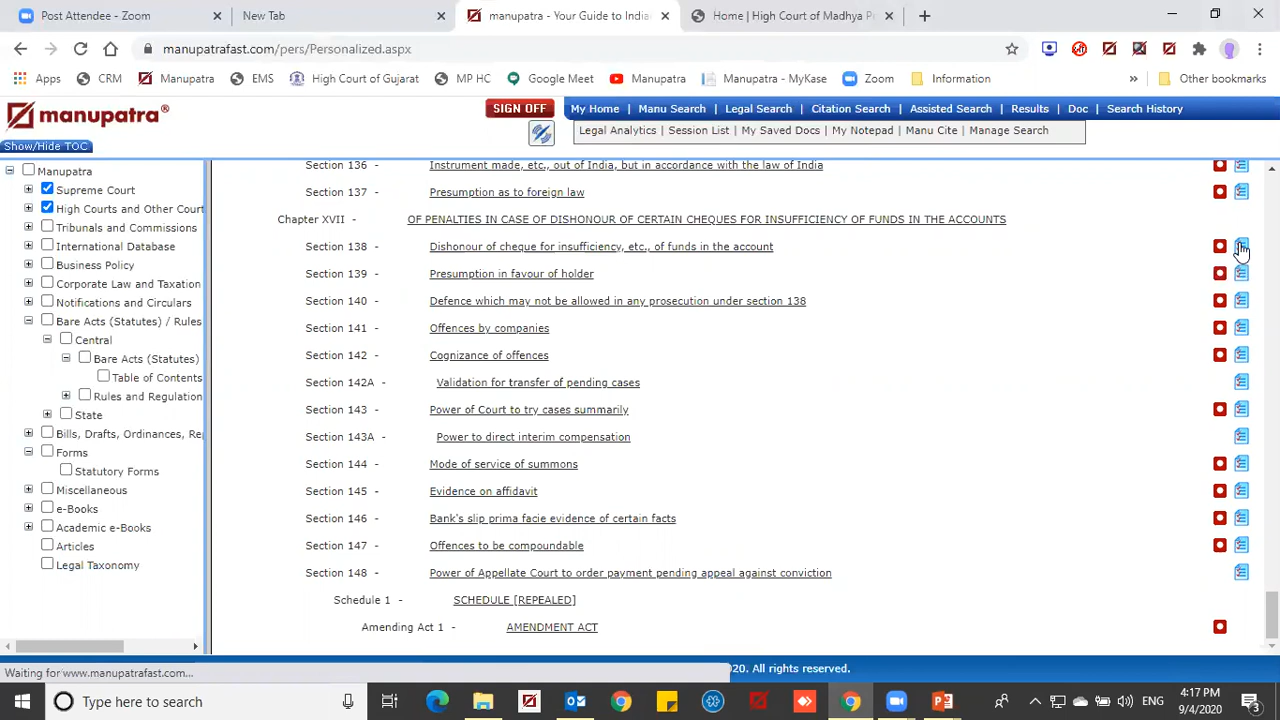 Post Attendee - Zoom
New Tab
manupatra - Your Guide to India
Home | High Court of Madhya P
manupatrafast.com/pers/Personalized.aspx
Apps
CRM
Manupatra
EMS
High Court of Gujarat
MP HC
Google Meet
Manupatra
Manupatra - MyKase
Zoom
Information
Other bookmarks
manupatra®
SIGN OFF
My Home | Manu Search | Legal Search | Citation Search | Assisted Search | Results | Doc | Search History
Legal Analytics | Session List | My Saved Docs | My Notepad | Manu Cite | Manage Search
Show/Hide TOC
Manupatra
Supreme Court
High Courts and Other Court
Tribunals and Commissions
International Database
Business Policy
Corporate Law and Taxation
Notifications and Circulars
Bare Acts (Statutes) / Rules
Central
Bare Acts (Statutes)
Table of Contents
Rules and Regulation
State
Bills, Drafts, Ordinances, Re
Forms
Statutory Forms
Miscellaneous
e-Books
Academic e-Books
Articles
Legal Taxonomy
Section 136 - Instrument made, etc., out of India, but in accordance with the law of India
Section 137 - Presumption as to foreign law
Chapter XVII - OF PENALTIES IN CASE OF DISHONOUR OF CERTAIN CHEQUES FOR INSUFFICIENCY OF FUNDS IN THE ACCOUNTS
Section 138 - Dishonour of cheque for insufficiency, etc., of funds in the account
Section 139 - Presumption in favour of holder
Section 140 - Defence which may not be allowed in any prosecution under section 138
Section 141 - Offences by companies
Section 142 - Cognizance of offences
Section 142A - Validation for transfer of pending cases
Section 143 - Power of Court to try cases summarily
Section 143A - Power to direct interim compensation
Section 144 - Mode of service of summons
Section 145 - Evidence on affidavit
Section 146 - Bank's slip prima facie evidence of certain facts
Section 147 - Offences to be compoundable
Section 148 - Power of Appellate Court to order payment pending appeal against conviction
Schedule 1 - SCHEDULE [REPEALED]
Amending Act 1 - AMENDMENT ACT
Waiting for www.manupatrafast.com...
20. All rights reserved.
Type here to search
ENG
4:17 PM
9/4/2020
3